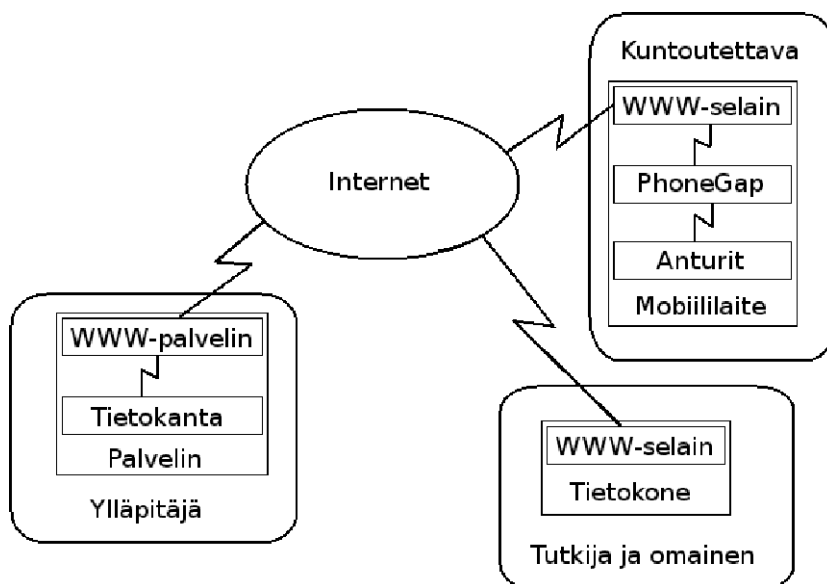 Kuntoutettava
WWW-selain
PhoneGap
Anturit
Mobiililaite
Internet
WWW-palvelin
Tietokanta
Palvelin
Ylläpitäjä
WWW-selain
Tietokone
Tutkija ja omainen